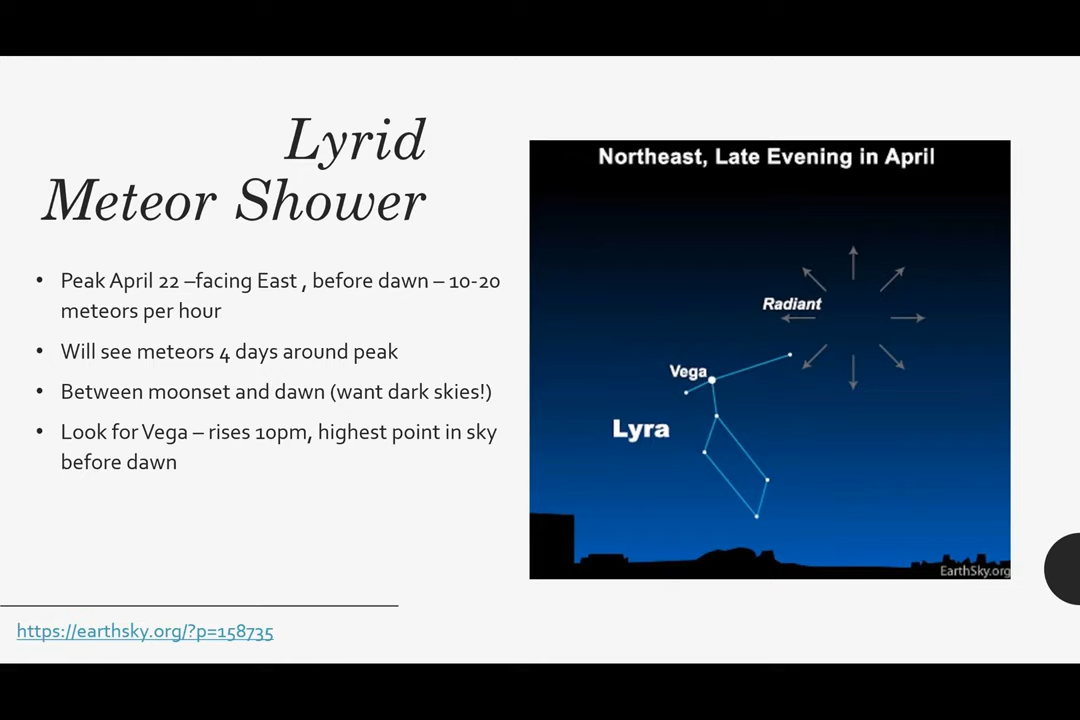 Lyrid
Meteor Shower
• Peak April 22 –facing East , before dawn – 10-20
meteors per hour
• Will see meteors 4 days around peak
• Between moonset and dawn (want dark skies!)
• Look for Vega – rises 10pm, highest point in sky
before dawn
https://earthsky.org/?p=158735
Northeast, Late Evening in April
Radiant
Vega
Lyra
EarthSky.org